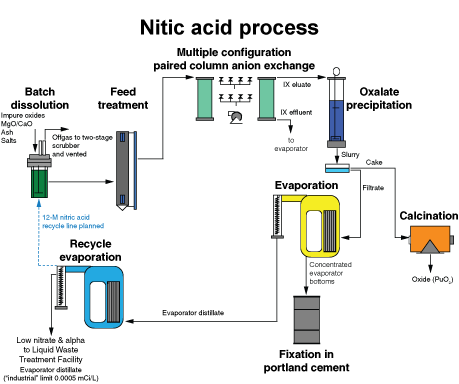 Nitic acid process
Multiple configuration
paired column anion exchange
Batch
dissolution
Feed
treatment
IX eluate
Oxalate
precipitation
Impure oxides
MgO/CaO
Ash
Salts
Offgas to two-stage
scrubber
and vented
IX effluent
to
evaporator
Slurry
Cake
Filtrate
Evaporation
12-M nitric acid
recycle line planned
Calcination
Recycle
evaporation
Concentrated
evaporator
bottoms
Oxide (PuO2)
Evaporator distillate
Low nitrate & alpha
to Liquid Waste
Treatment Facility
Evaporator distillate
("industrial" limit 0.0005 mCi/L)
Fixation in
portland cement